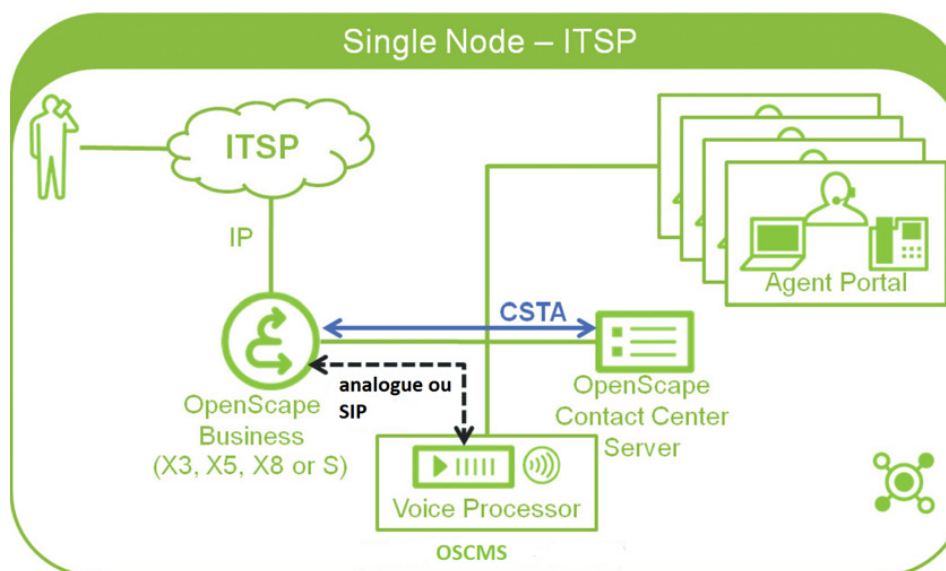 Single Node – ITSP
ITSP
IP
Agent Portal
CSTA
analogue ou
SIP
OpenScape
Business
(X3, X5, X8 or S)
OpenScape
Contact Center
Server
Voice Processor
OSCMS